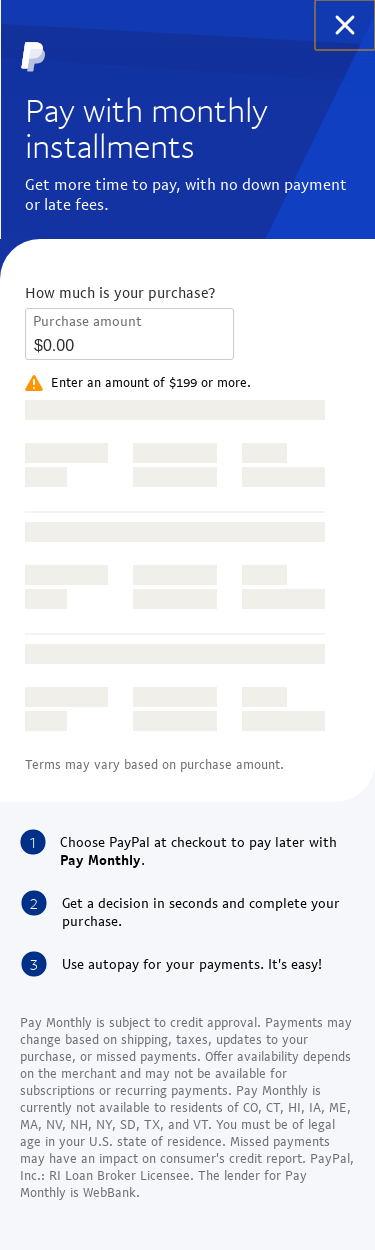 Pay with monthly
installments
Get more time to pay, with no down payment
or late fees.
How much is your purchase?
Purchase amount
$0.00
Enter an amount of $199 or more.
Terms may vary based on purchase amount.
1 Choose PayPal at checkout to pay later with
Pay Monthly.
2 Get a decision in seconds and complete your
purchase.
3 Use autopay for your payments. It's easy!
Pay Monthly is subject to credit approval. Payments may
change based on shipping, taxes, updates to your
purchase, or missed payments. Offer availability depends
on the merchant and may not be available for
subscriptions or recurring payments. Pay Monthly is
currently not available to residents of CO, CT, HI, IA, ME,
MA, NV, NH, NY, SD, TX, and VT. You must be of legal
age in your U.S. state of residence. Missed payments
may have an impact on consumer's credit report. PayPal,
Inc.: RI Loan Broker Licensee. The lender for Pay
Monthly is WebBank.